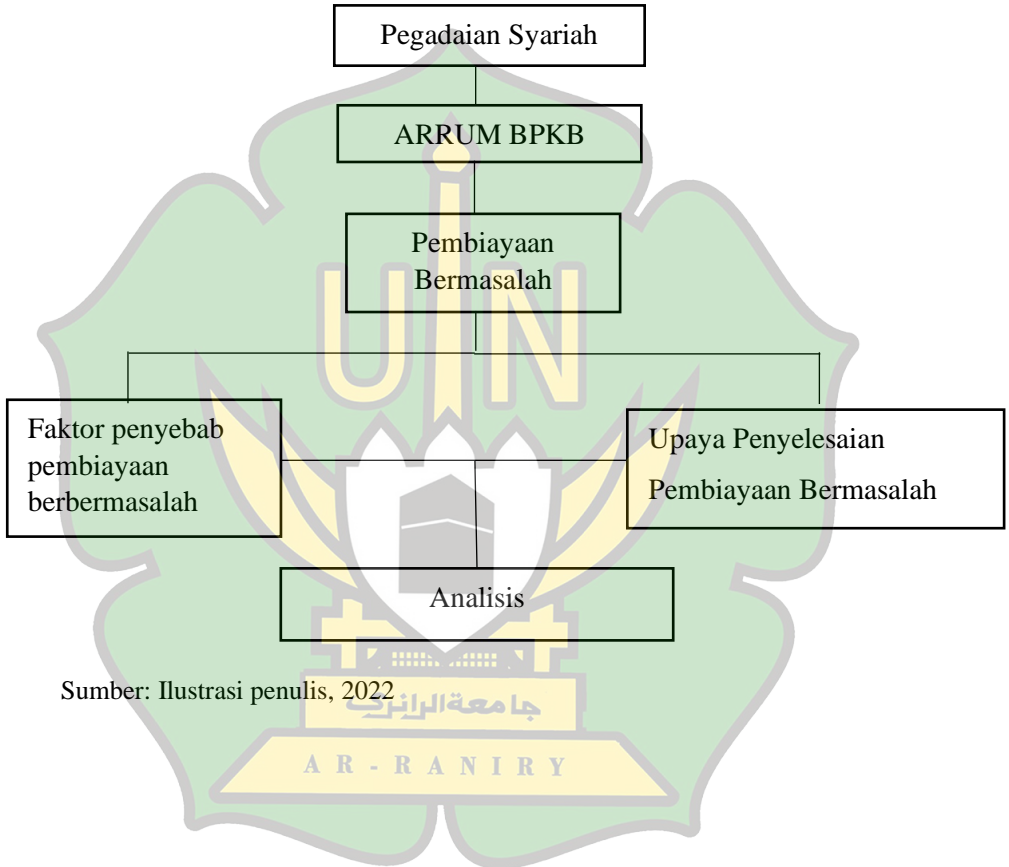 Pegadaian Syariah
ARRUM BPKB
Pembiayaan
Bermasalah
UIN
Faktor penyebab
pembiayaan
berbermasalah
Upaya Penyelesaian
Pembiayaan Bermasalah
Analisis
Sumber: Ilustrasi penulis, 2022
جامعة الرانري
AR-RANIRY